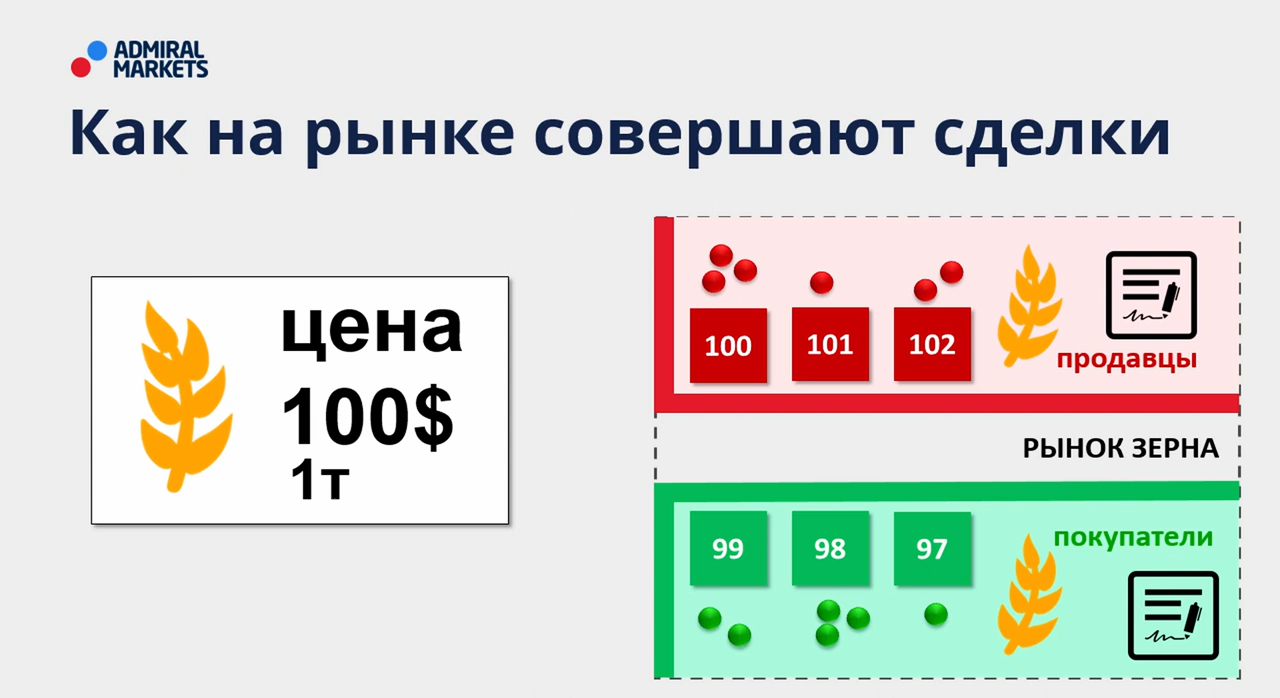 ADMIRAL
MARKETS
Как на рынке совершают сделки
цена
100$
1т
100 101 102
продавцы
РЫНОК ЗЕРНА
покупатели
99 98 97